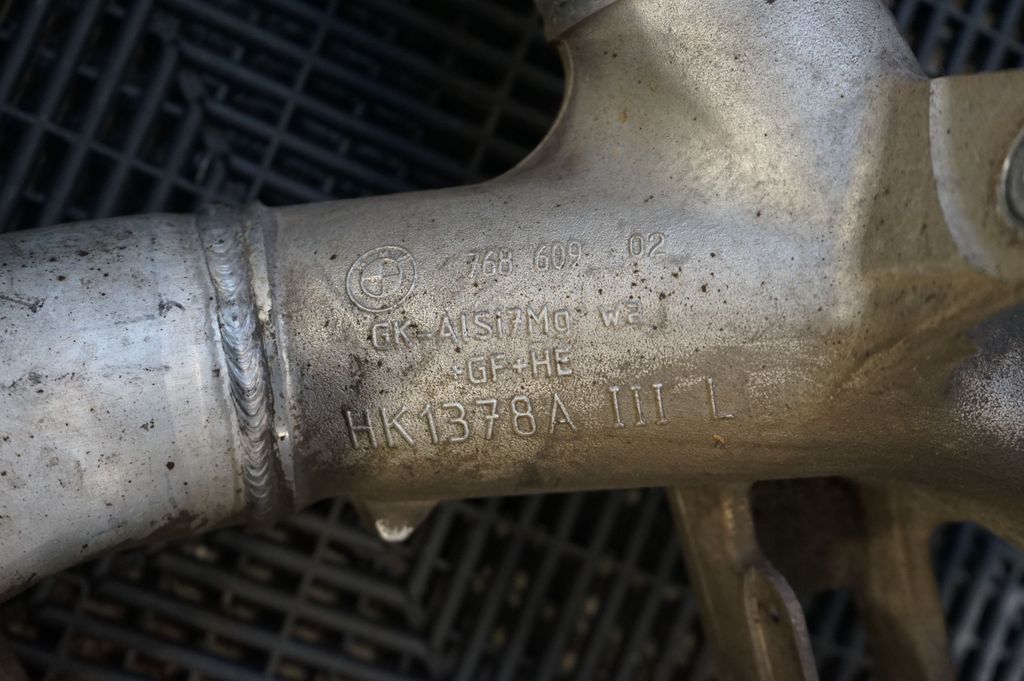 768 609 02
GK-AlSi7Mg wa
+GF+HE
HK1378A III L